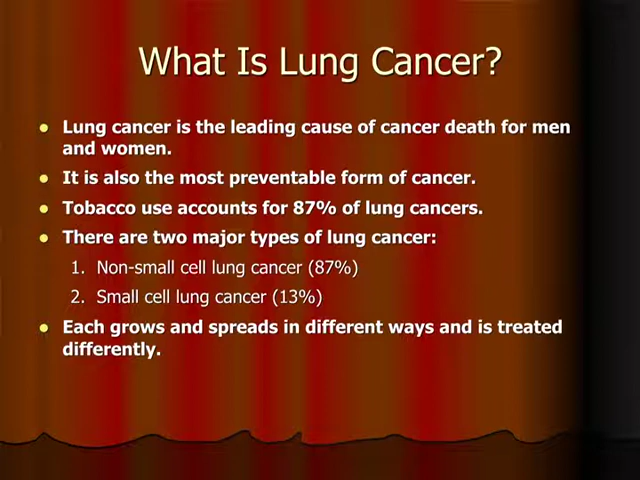 What Is Lung Cancer?
● Lung cancer is the leading cause of cancer death for men
and women.
● It is also the most preventable form of cancer.
● Tobacco use accounts for 87% of lung cancers.
● There are two major types of lung cancer:
1. Non-small cell lung cancer (87%)
2. Small cell lung cancer (13%)
● Each grows and spreads in different ways and is treated
differently.